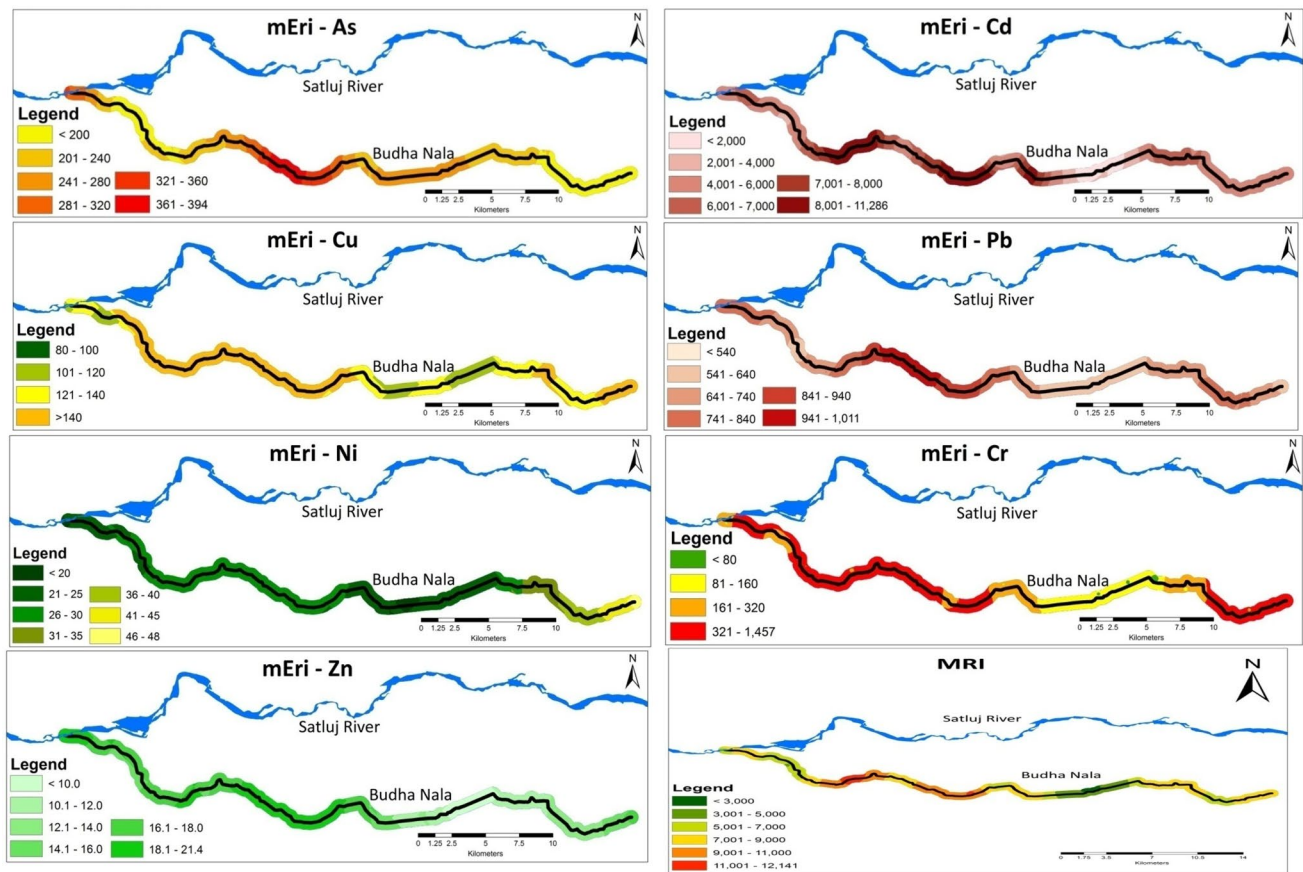 mEri - As
N
Satluj River
Budha Nala
Legend
< 200
201 - 240
241 - 280
281 - 320
321 - 360
361 - 394
0 1.25 2.5 5 7.5 10
Kilometers
mEri - Cd
N
Satluj River
Budha Nala
Legend
< 2,000
2,001 - 4,000
4,001 - 6,000
6,001 - 7,000
7,001 - 8,000
8,001 - 11,286
0 1.25 2.5 5 7.5 10
Kilometers
mEri - Cu
N
Satluj River
Budha Nala
Legend
80 - 100
101 - 120
121 - 140
>140
0 1.25 2.5 5 7.5 10
Kilometers
mEri - Pb
N
Satluj River
Budha Nala
Legend
< 540
541 - 640
641 - 740
741 - 840
841 - 940
941 - 1,011
0 1.25 2.5 5 7.5 10
Kilometers
mEri - Ni
N
Satluj River
Budha Nala
Legend
< 20
21 - 25
26 - 30
31 - 35
36 - 40
41 - 45
46 - 48
0 1.25 2.5 5 7.5 10
Kilometers
mEri - Cr
N
Satluj River
Budha Nala
Legend
< 80
81 - 160
161 - 320
321 - 1,457
0 1.25 2.5 5 7.5 10
Kilometers
mEri - Zn
N
Satluj River
Budha Nala
Legend
< 10.0
10.1 - 12.0
12.1 - 14.0
14.1 - 16.0
16.1 - 18.0
18.1 - 21.4
0 1.25 2.5 5 7.5 10
Kilometers
MRI
N
Satluj River
Budha Nala
Legend
< 3,000
3,001 - 5,000
5,001 - 7,000
7,001 - 9,000
9,001 - 11,000
11,001 - 12,141
0 1.75 3.5 7 10.5 14
Kilometers